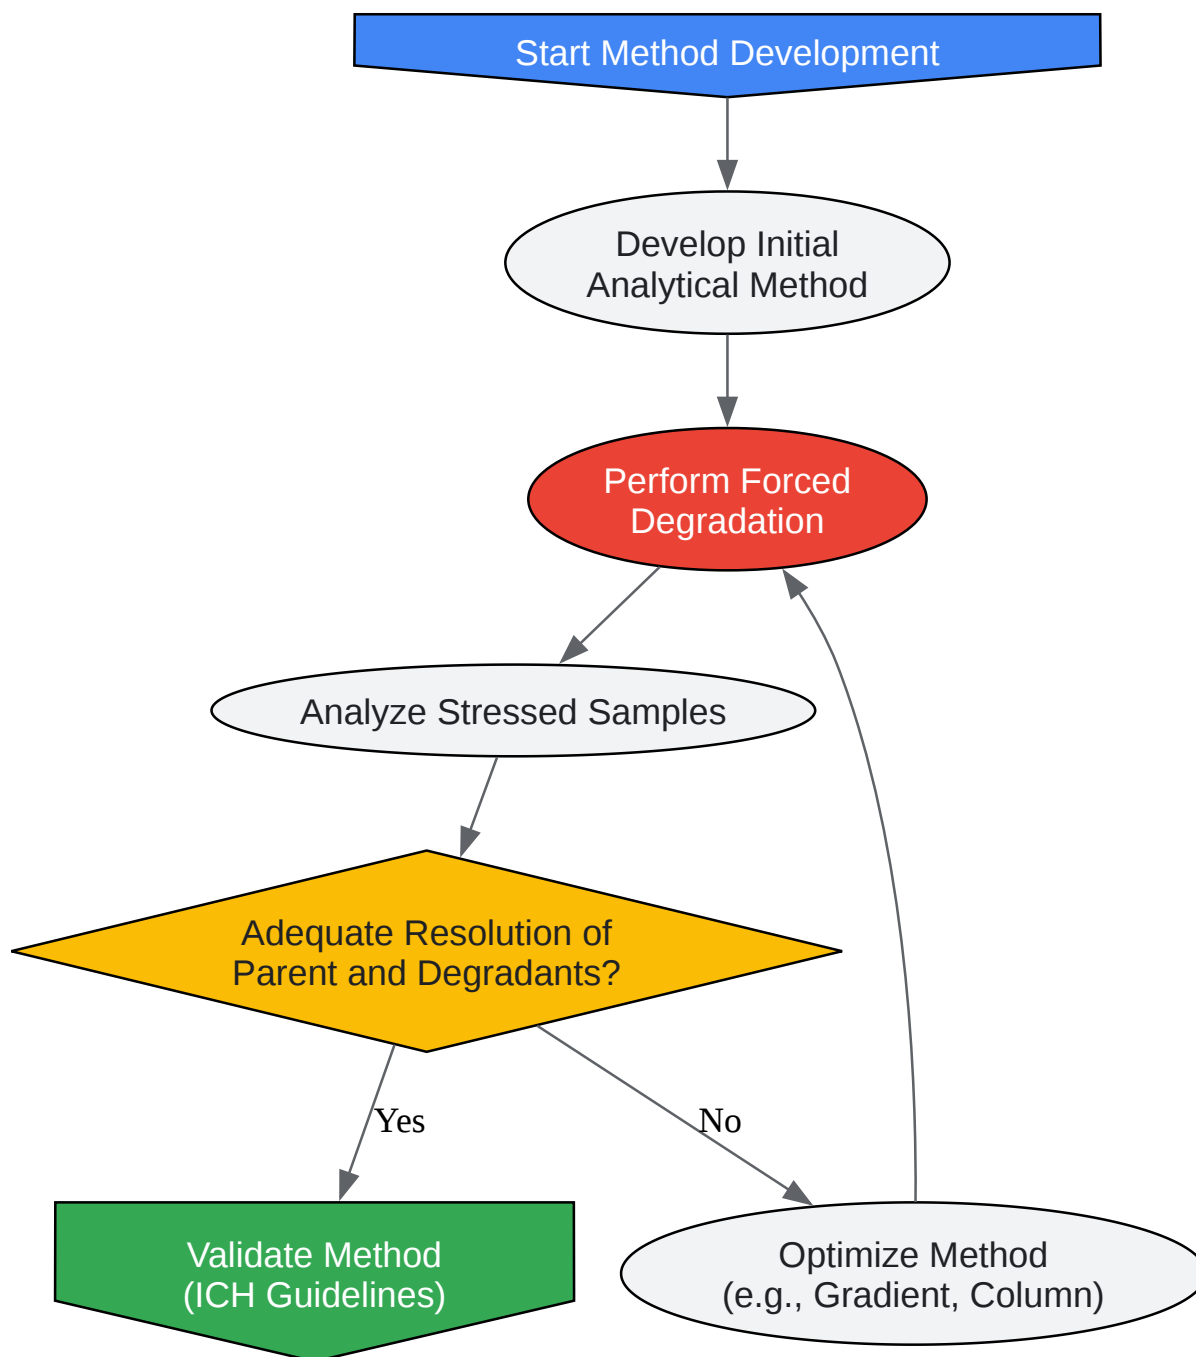 Start Method Development
Develop Initial
Analytical Method
Perform Forced
Degradation
Analyze Stressed Samples
Adequate Resolution of
Parent and Degradants?
Yes
No
Validate Method
(ICH Guidelines)
Optimize Method
(e.g., Gradient, Column)